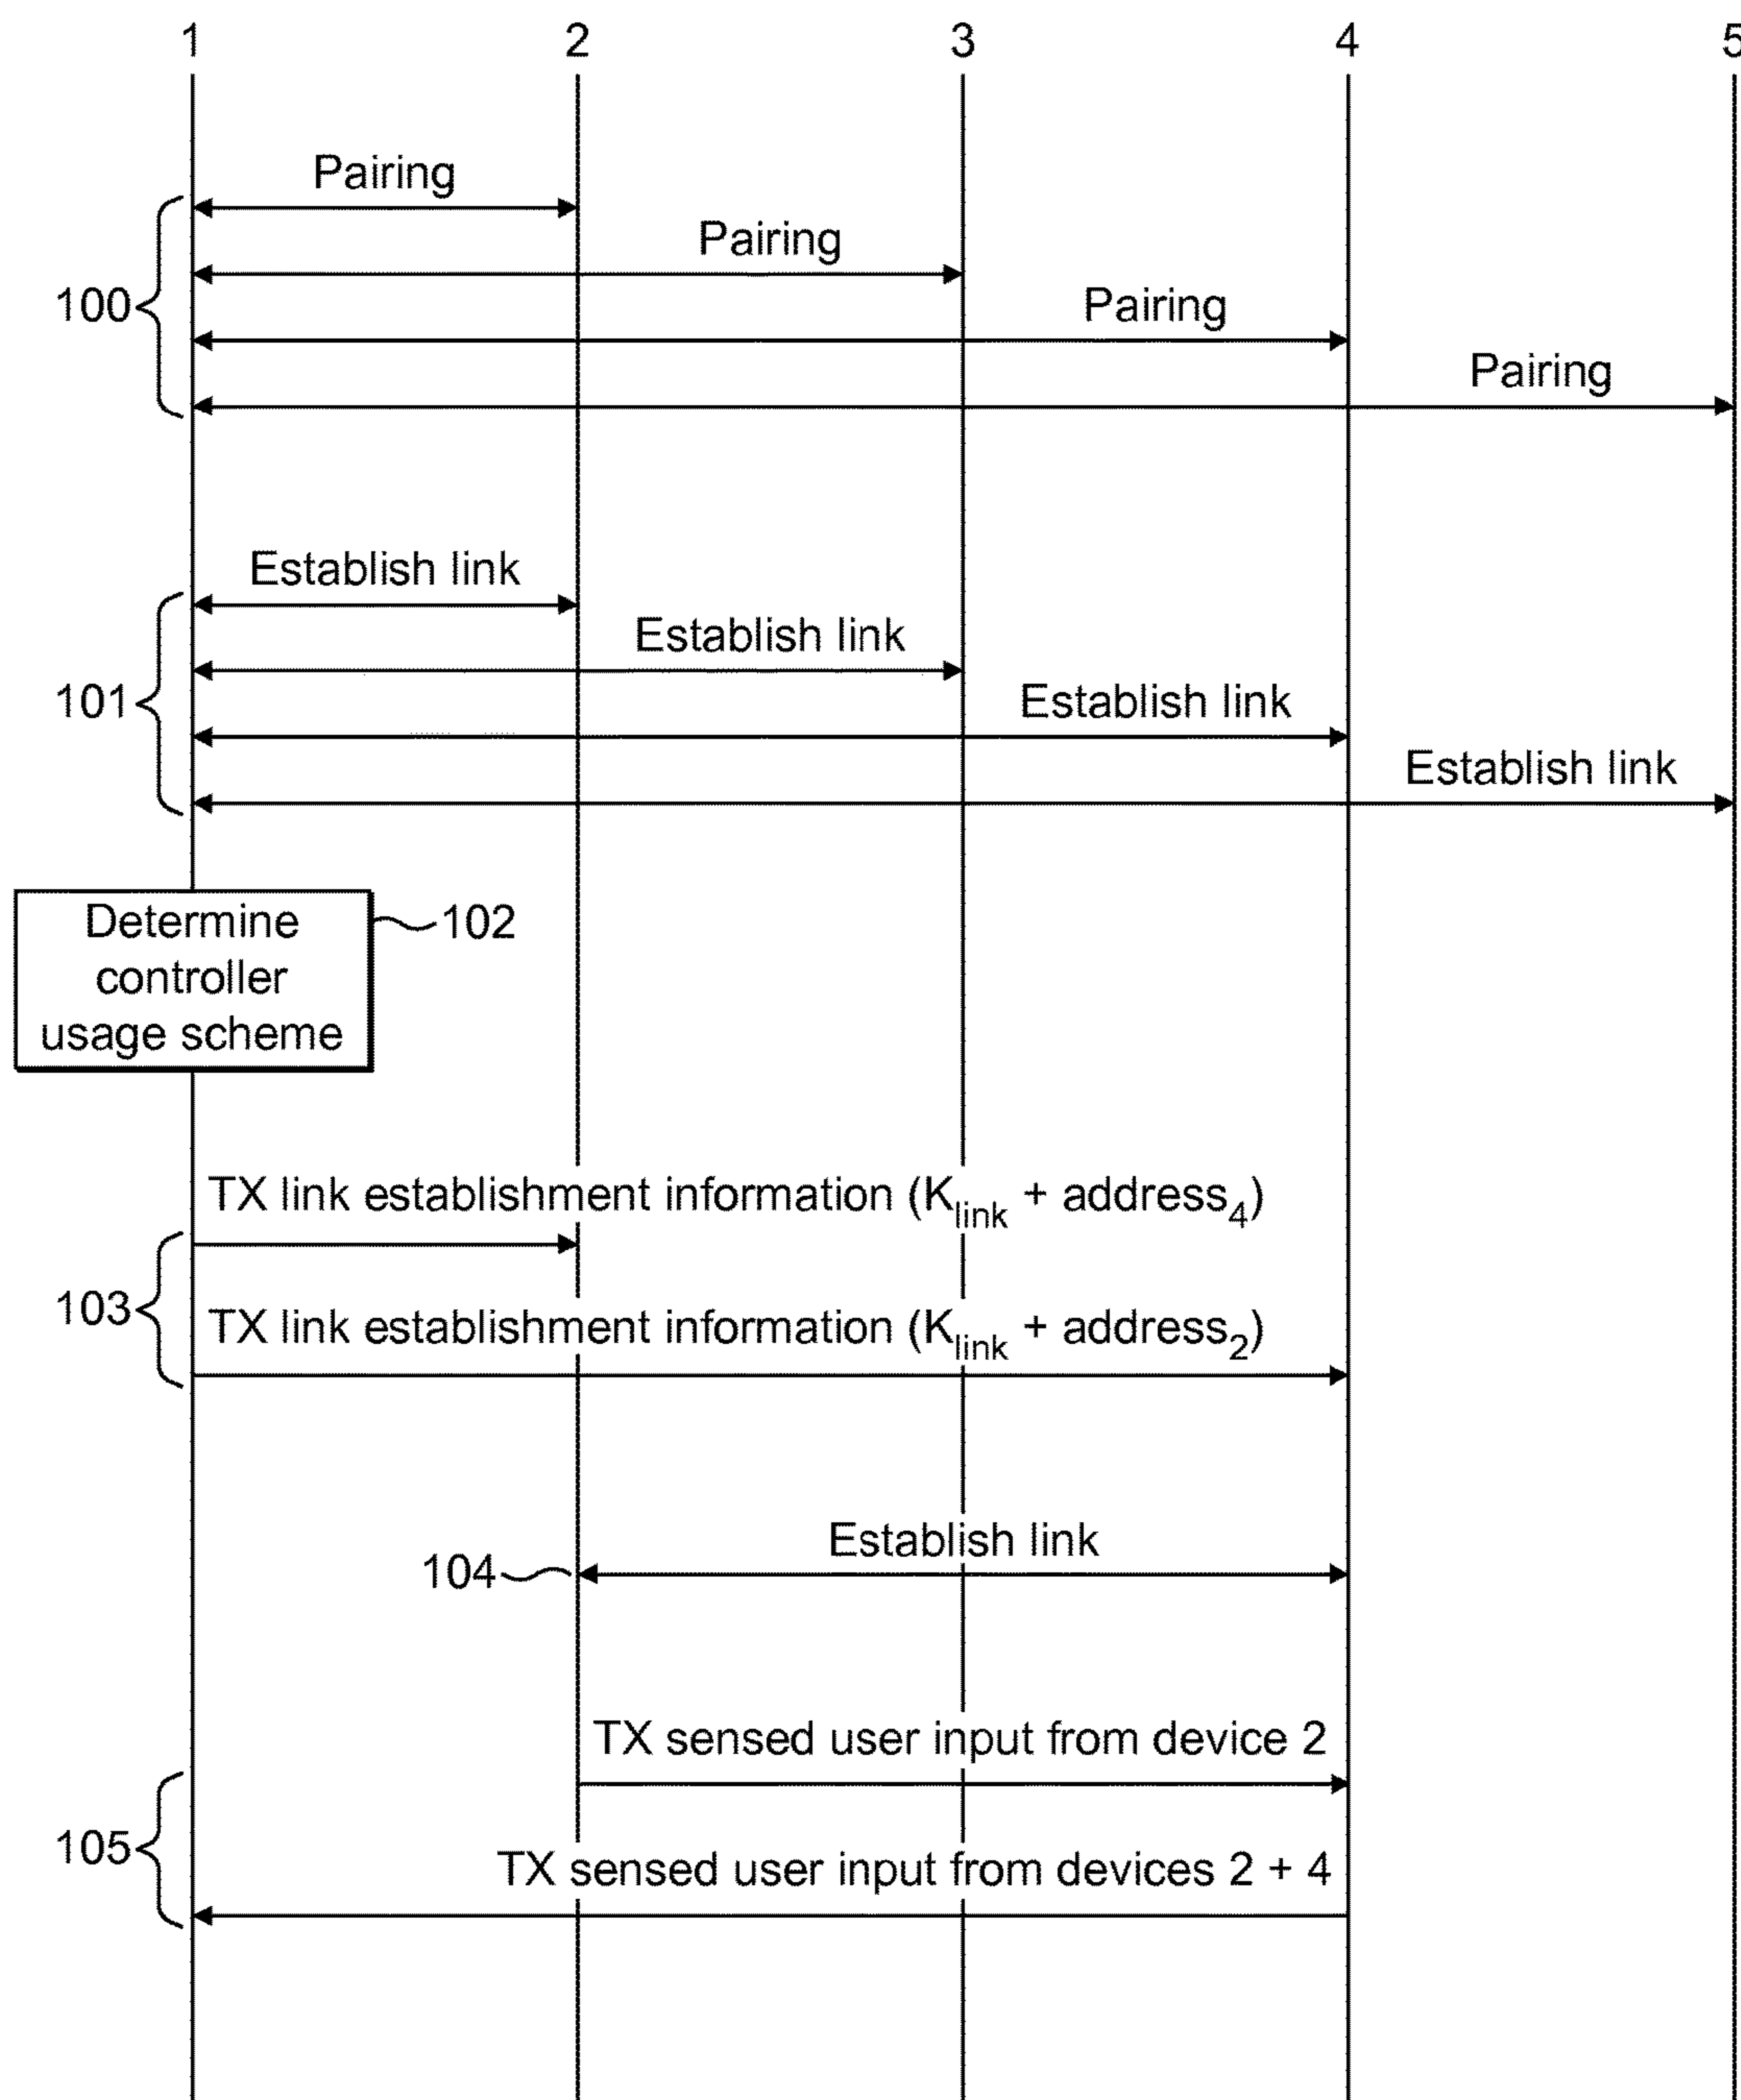 1 2 3 4 5
Pairing
Pairing
100
Pairing
Pairing
Establish link
Establish link
101
Establish link
Establish link
Determine
controller
usage scheme
102
TX link establishment information (Klink + address4)
103
TX link establishment information (Klink + address2)
Establish link
104
TX sensed user input from device 2
105
TX sensed user input from devices 2 + 4